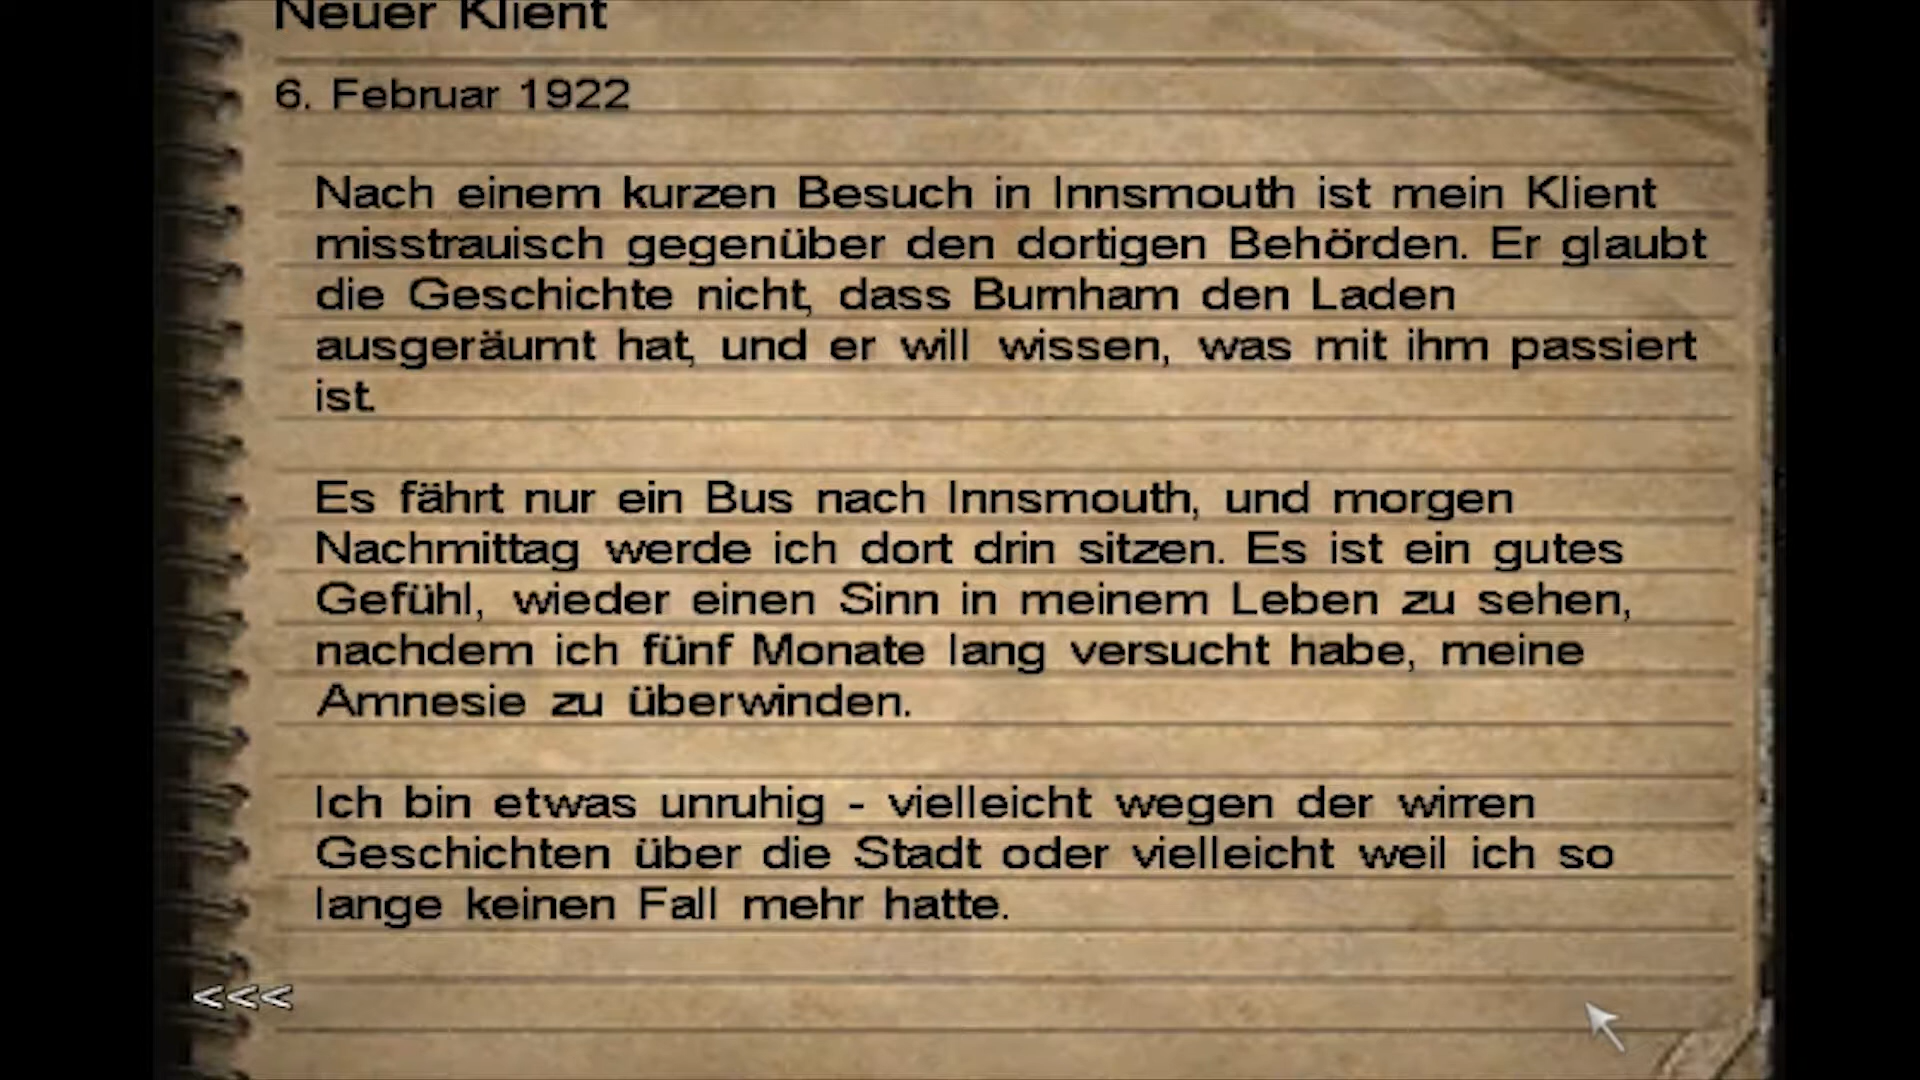 Neuer Klient
6. Februar 1922
Nach einem kurzen Besuch in Innsmouth ist mein Klient
misstrauisch gegenüber den dortigen Behörden. Er glaubt
die Geschichte nicht, dass Burnham den Laden
ausgeräumt hat, und er will wissen, was mit ihm passiert
ist.
Es fährt nur ein Bus nach Innsmouth, und morgen
Nachmittag werde ich dort drin sitzen. Es ist ein gutes
Gefühl, wieder einen Sinn in meinem Leben zu sehen,
nachdem ich fünf Monate lang versucht habe, meine
Amnesie zu überwinden.
Ich bin etwas unruhig - vielleicht wegen der wirren
Geschichten über die Stadt oder vielleicht weil ich so
lange keinen Fall mehr hatte.
<<<